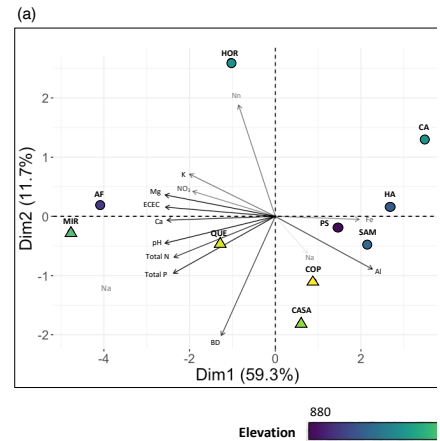 (a)
HOR
Nn
CA
2
K
Mg
NO₃
AF
ECEC
HA
MIR
0
Ca
Fe
PS
QUE
SAM
pH
Total N
Na
COP
Al
Total P
-1
Na
CASA
-2
BD
-4
-2
0
2
Dim1 (59.3%)
Dim2 (11.7%)
880
Elevation